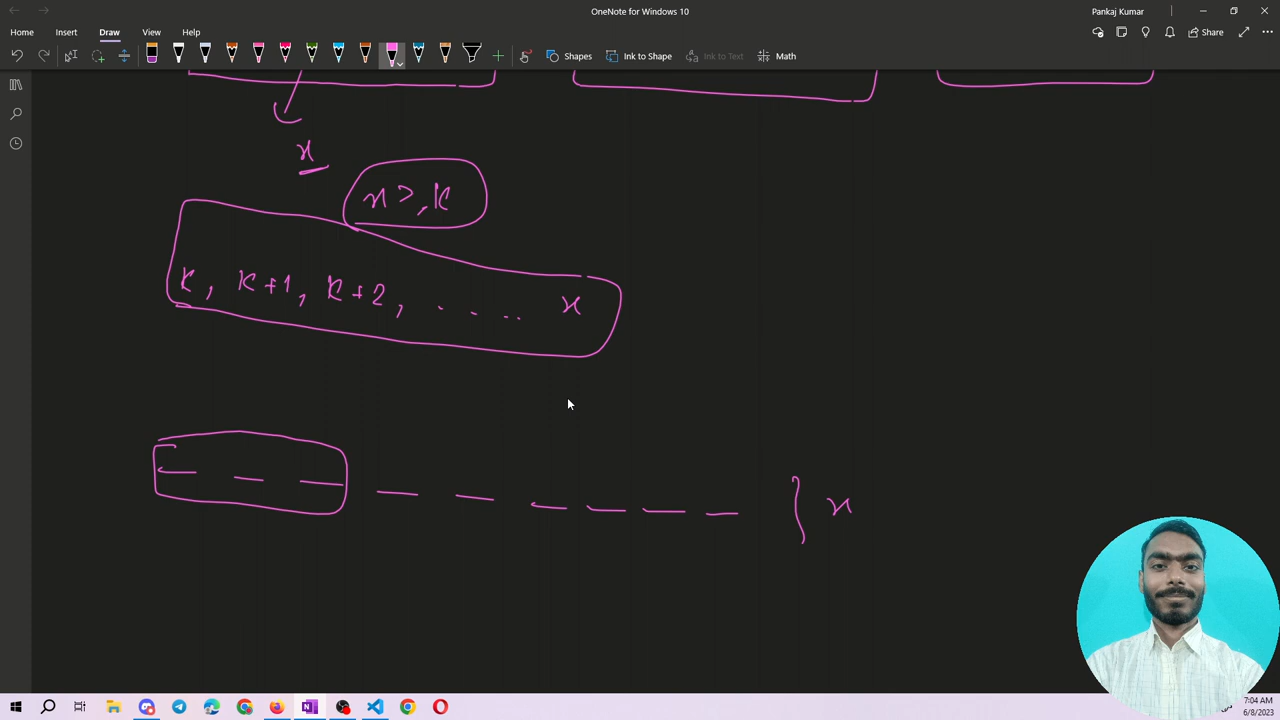 OneNote for Windows 10
Pankaj Kumar
Home Insert Draw View Help
Share
Shapes Ink to Shape Ink to Text Math
x
x >, k
k, k+1, k+2, . . . . . x
x
7:04 AM
6/8/2023